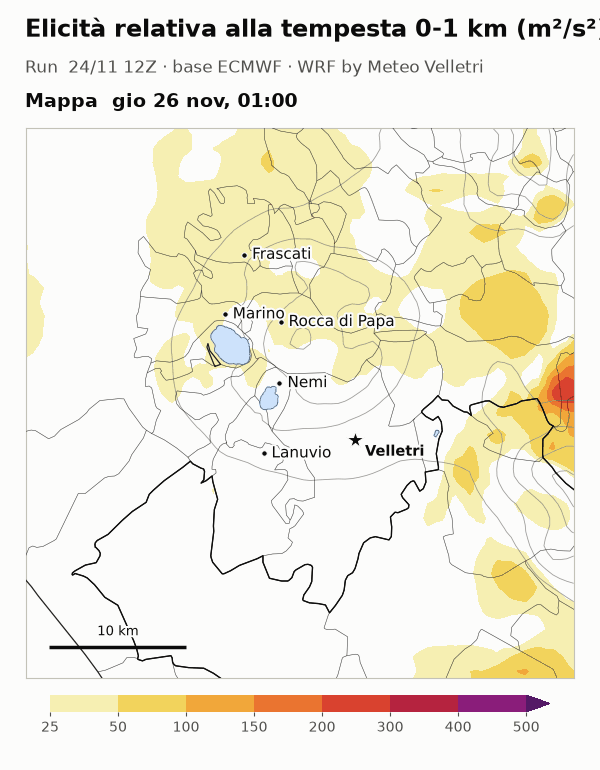 Elicità relativa alla tempesta 0-1 km (m²/s²)
Run  24/11 12Z · base ECMWF · WRF by Meteo Velletri
Mappa  gio 26 nov, 01:00
Frascati
Marino
Rocca di Papa
Nemi
Velletri
Lanuvio
10 km
25 50 100 150 200 300 400 500